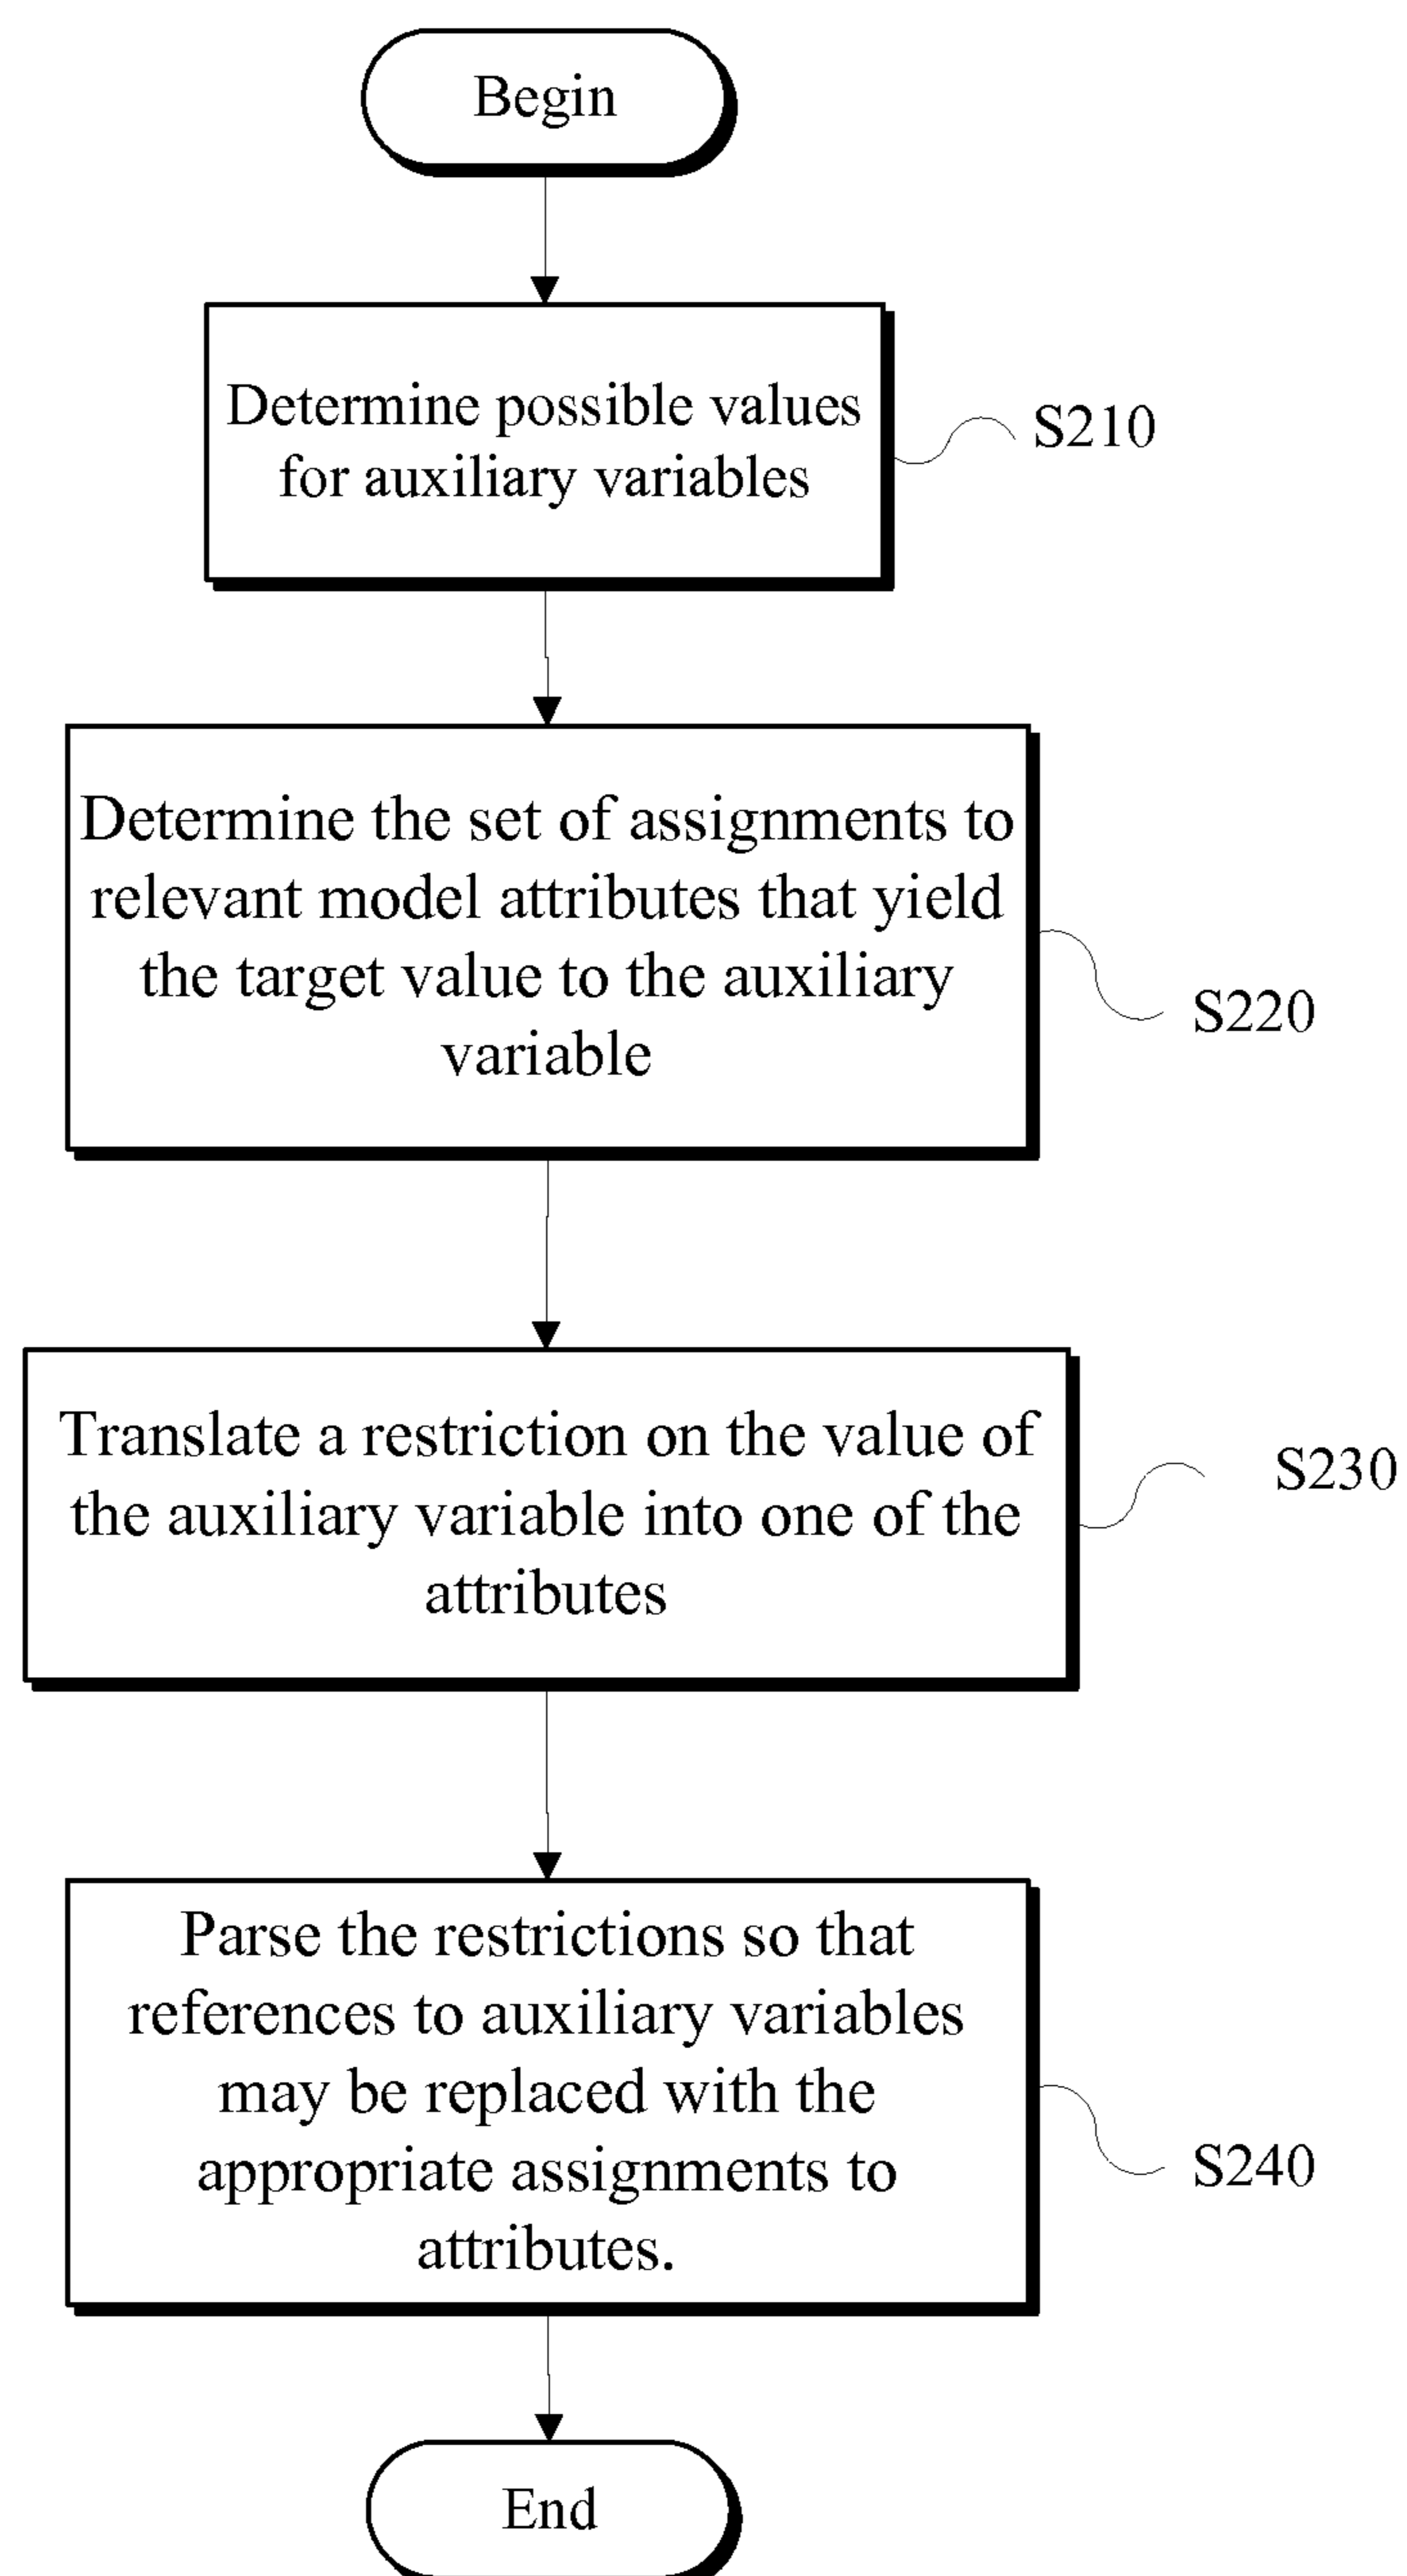 Begin
Determine possible values
for auxiliary variables
S210
Determine the set of assignments to
relevant model attributes that yield
the target value to the auxiliary
variable
S220
Translate a restriction on the value of
the auxiliary variable into one of the
attributes
S230
Parse the restrictions so that
references to auxiliary variables
may be replaced with the
appropriate assignments to
attributes.
S240
End